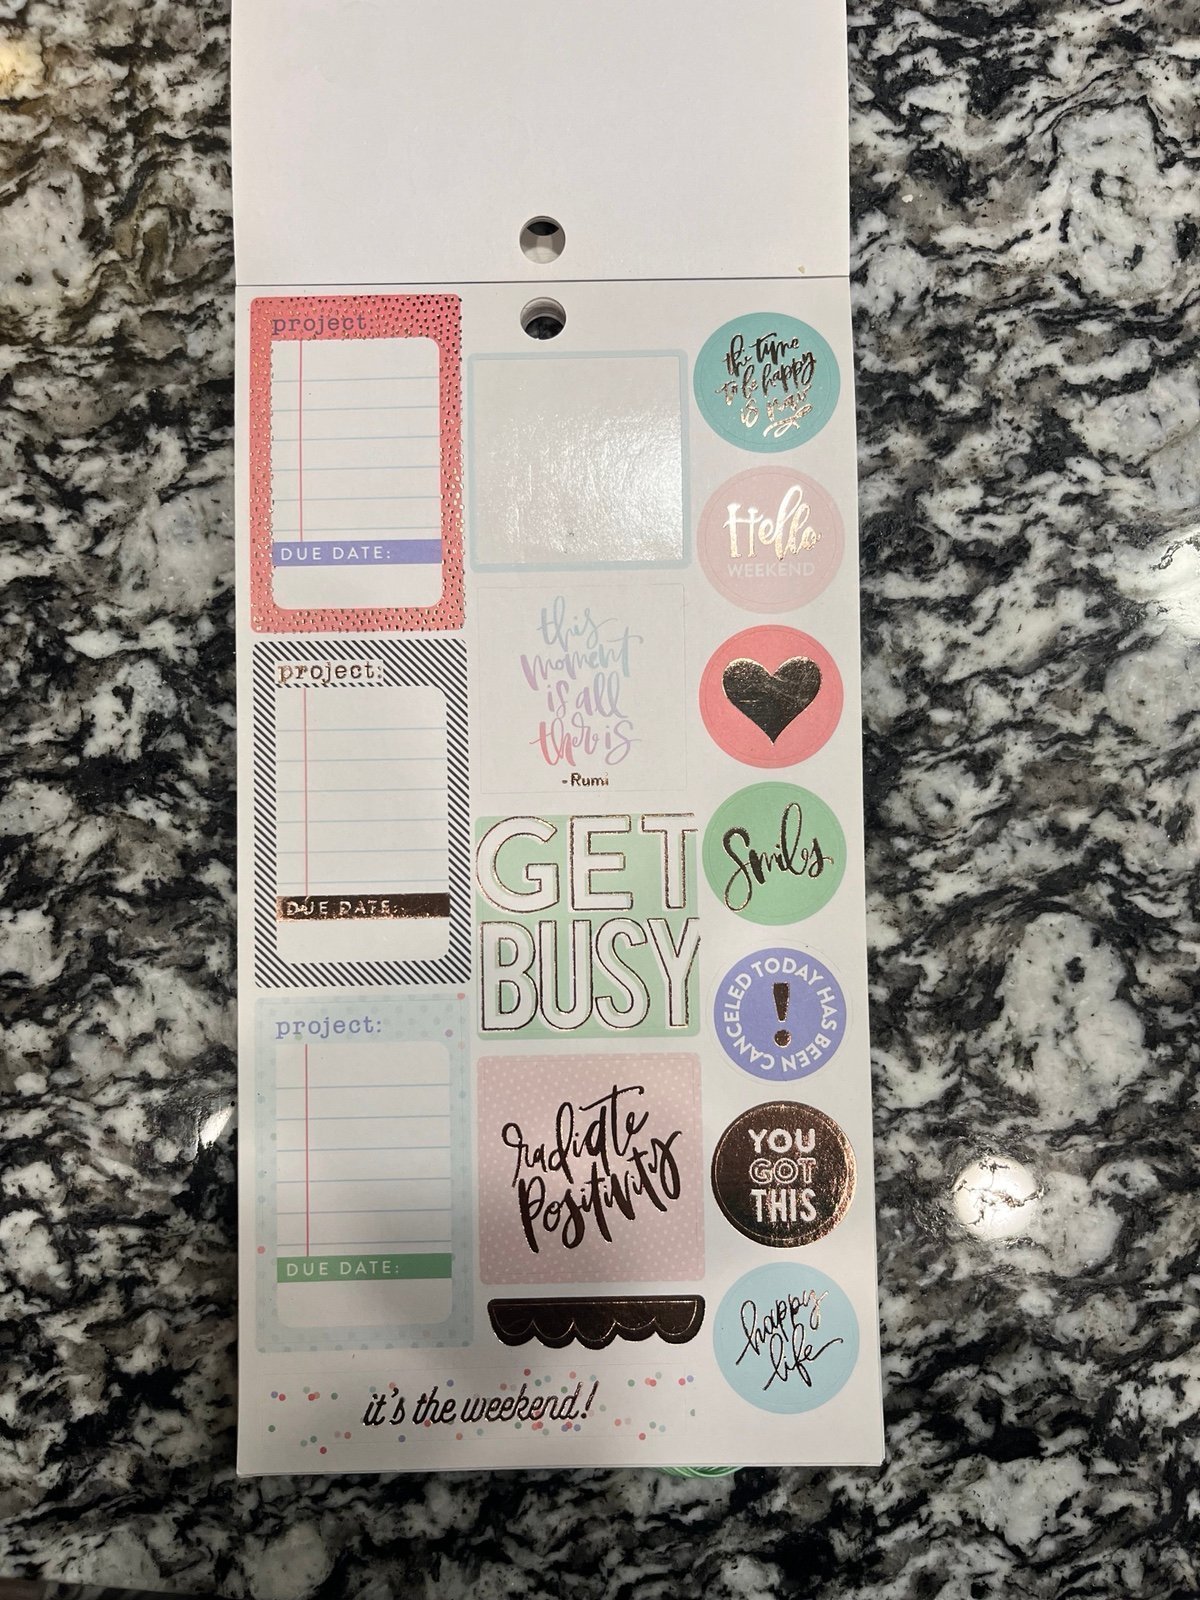 project:
DUE DATE:
project:
DUE DATE:
project:
DUE DATE:
this
moment
is all
there is
-Rumi
GET
BUSY
radiate
positivity
it's the weekend!
the time
to be happy
is now
Hello
WEEKEND
Smiles
TODAY HAS BEEN CANCELED
!
YOU
GOT
THIS
happy
life